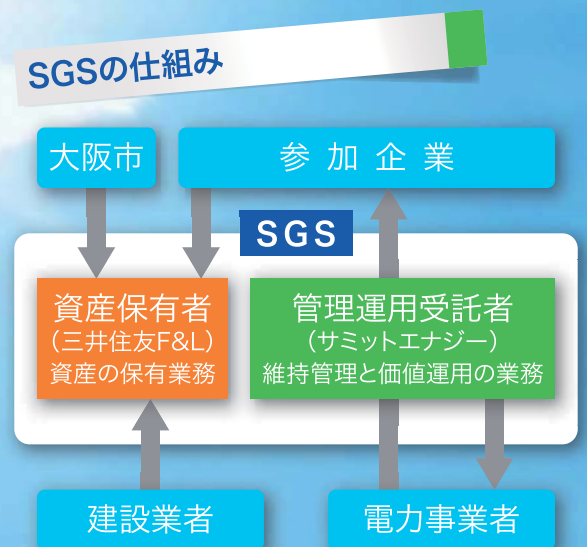 SGSの仕組み
大阪市
参加企業
SGS
資産保有者
（三井住友F&L）
資産の保有業務
管理運用受託者
（サミットエナジー）
維持管理と価値運用の業務
建設業者
電力事業者